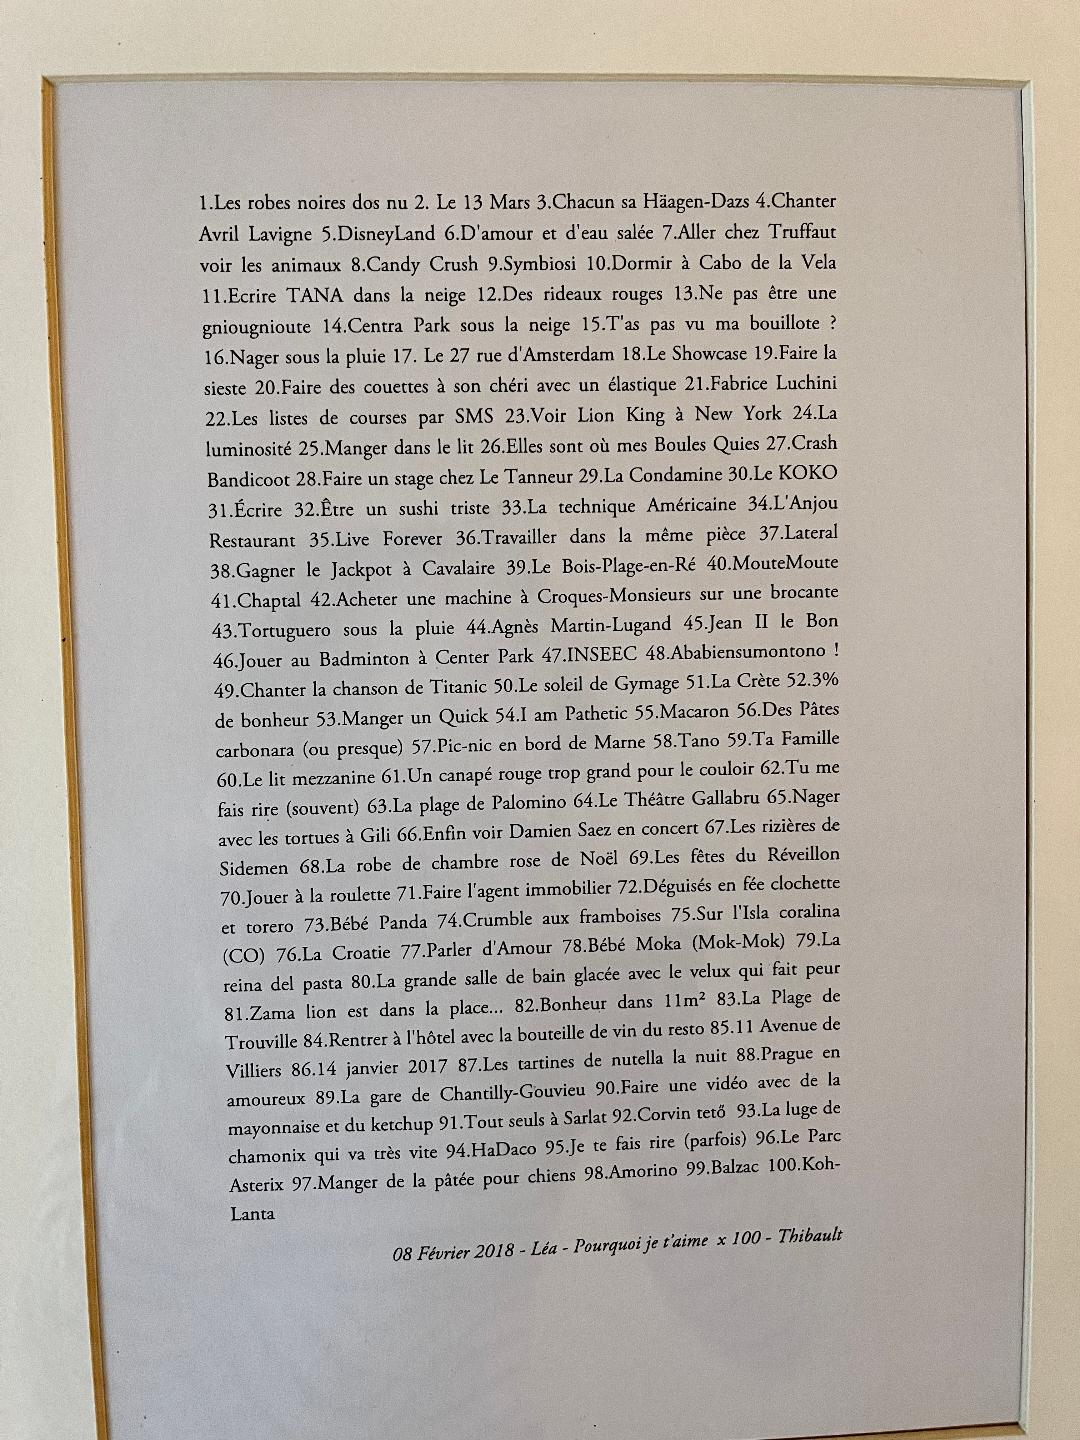 1.Les robes noires dos nu 2. Le 13 Mars 3.Chacun sa Häagen-Dazs 4.Chanter
Avril Lavigne 5.DisneyLand 6.D'amour et d'eau salée 7.Aller chez Truffaut
voir les animaux 8.Candy Crush 9.Symbiosi 10.Dormir à Cabo de la Vela
11.Ecrire TANA dans la neige 12.Des rideaux rouges 13.Ne pas être une
gniougnioute 14.Centra Park sous la neige 15.T'as pas vu ma bouillote ?
16.Nager sous la pluie 17. Le 27 rue d'Amsterdam 18.Le Showcase 19.Faire la
sieste 20.Faire des couettes à son chéri avec un élastique 21.Fabrice Luchini
22.Les listes de courses par SMS 23.Voir Lion King à New York 24.La
luminosité 25.Manger dans le lit 26.Elles sont où mes Boules Quies 27.Crash
Bandicoot 28.Faire un stage chez Le Tanneur 29.La Condamine 30.Le KOKO
31.Écrire 32.Être un sushi triste 33.La technique Américaine 34.L'Anjou
Restaurant 35.Live Forever 36.Travailler dans la même pièce 37.Lateral
38.Gagner le Jackpot à Cavalaire 39.Le Bois-Plage-en-Ré 40.MouteMoute
41.Chaptal 42.Acheter une machine à Croques-Monsieurs sur une brocante
43.Tortuguero sous la pluie 44.Agnès Martin-Lugand 45.Jean II le Bon
46.Jouer au Badminton à Center Park 47.INSEEC 48.Ababiensumontono !
49.Chanter la chanson de Titanic 50.Le soleil de Gymage 51.La Crète 52.3%
de bonheur 53.Manger un Quick 54.I am Pathetic 55.Macaron 56.Des Pâtes
carbonara (ou presque) 57.Pic-nic en bord de Marne 58.Tano 59.Ta Famille
60.Le lit mezzanine 61.Un canapé rouge trop grand pour le couloir 62.Tu me
fais rire (souvent) 63.La plage de Palomino 64.Le Théâtre Gallabru 65.Nager
avec les tortues à Gili 66.Enfin voir Damien Saez en concert 67.Les rizières de
Sidemen 68.La robe de chambre rose de Noël 69.Les fêtes du Réveillon
70.Jouer à la roulette 71.Faire l'agent immobilier 72.Déguisés en fée clochette
et torero 73.Bébé Panda 74.Crumble aux framboises 75.Sur l'Isla coralina
(CO) 76.La Croatie 77.Parler d'Amour 78.Bébé Moka (Mok-Mok) 79.La
reina del pasta 80.La grande salle de bain glacée avec le velux qui fait peur
81.Zama lion est dans la place... 82.Bonheur dans 11m² 83.La Plage de
Trouville 84.Rentrer à l'hôtel avec la bouteille de vin du resto 85.11 Avenue de
Villiers 86.14 janvier 2017 87.Les tartines de nutella la nuit 88.Prague en
amoureux 89.La gare de Chantilly-Gouvieu 90.Faire une vidéo avec de la
mayonnaise et du ketchup 91.Tout seuls à Sarlat 92.Corvin tető 93.La luge de
chamonix qui va très vite 94.HaDaco 95.Je te fais rire (parfois) 96.Le Parc
Asterix 97.Manger de la pâtée pour chiens 98.Amorino 99.Balzac 100.Koh-
Lanta
08 Février 2018 - Léa - Pourquoi je t'aime x 100 - Thibault